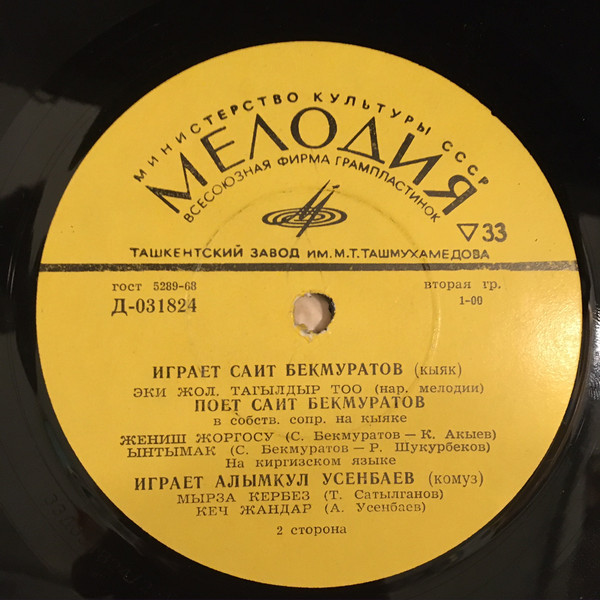 МИНИСТЕРСТВО КУЛЬТУРЫ СССР
МЕЛОДИЯ
ВСЕСОЮЗНАЯ ФИРМА ГРАМПЛАСТИНОК
▽33
ТАШКЕНТСКИЙ ЗАВОД ИМ. М.Т. ТАШМУХАМЕДОВА
гост 5289-68
вторая гр.
Д-031824
1-00
ИГРАЕТ САИТ БЕКМУРАТОВ (кыяк)
ЭКИ ЖОЛ. ТАГЫЛДЫР ТОО (нар. мелодии)
ПОЕТ САИТ БЕКМУРАТОВ
в собств. сопр. на кыяке
ЖЕНИШ ЖОРГОСУ (С. Бекмуратов — К. Акыев)
ЫНТЫМАК (С. Бекмуратов — Р. Шукурбеков)
На киргизском языке
ИГРАЕТ АЛЫМКУЛ УСЕНБАЕВ (комуз)
МЫРЗА КЕРБЕЗ (Т. Сатылганов)
КЕЧ ЖАНДАР (А. Усенбаев)
2 сторона